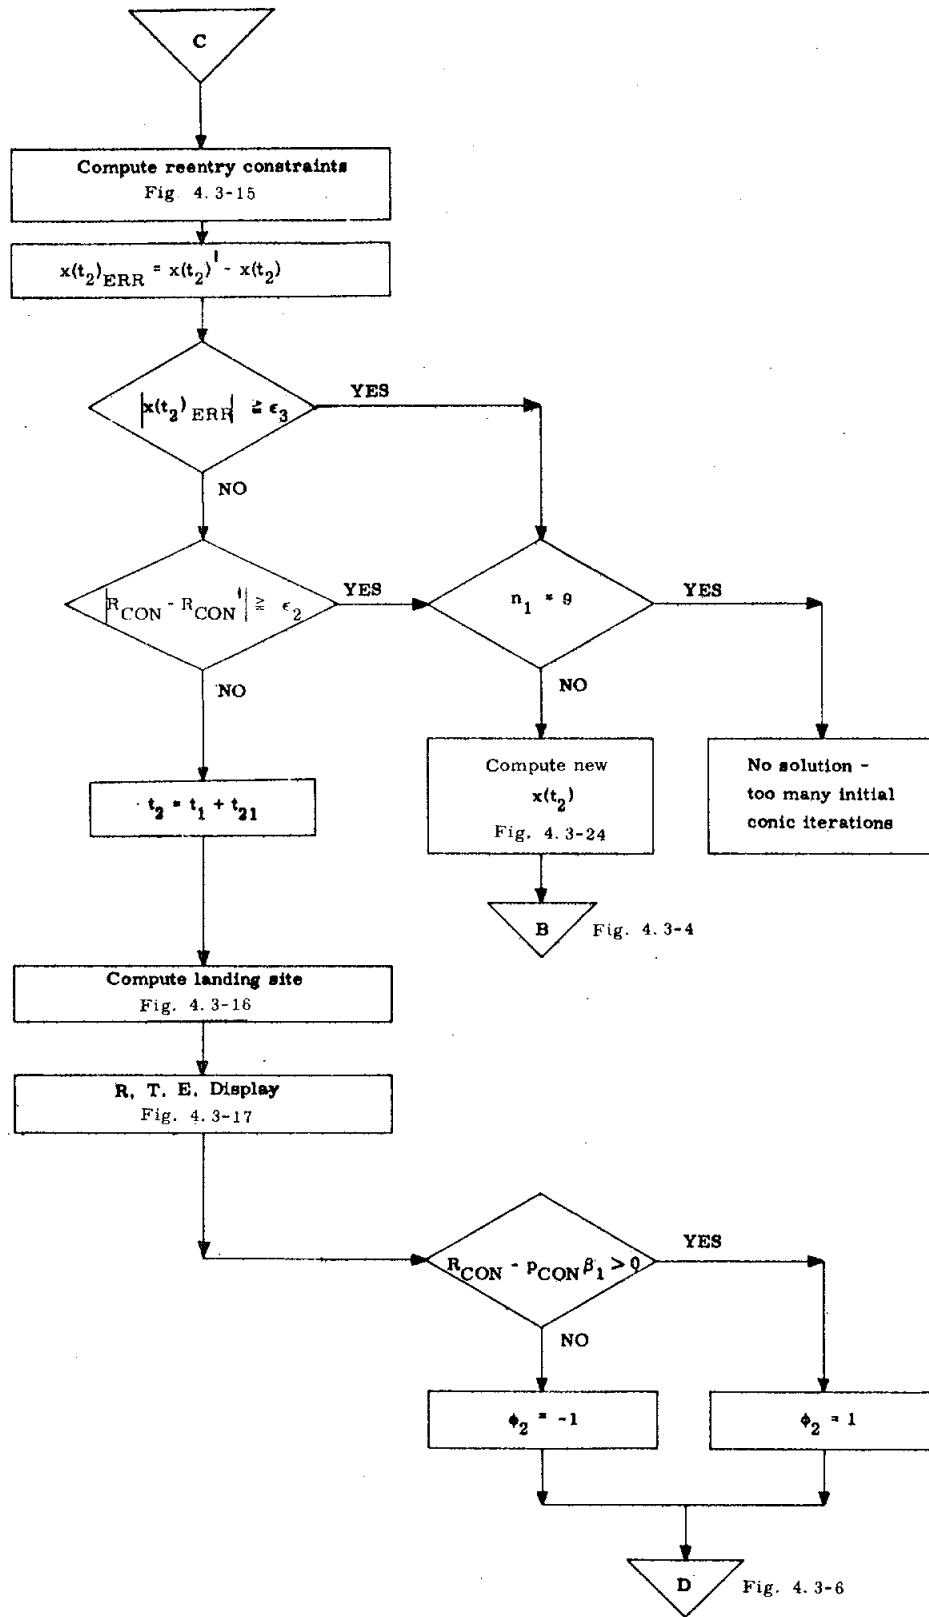 C
Compute reentry constraints
Fig. 4.3-15
x(t₂)ERR = x(t₂)' - x(t₂)
|x(t₂)ERR| ≧ ϵ₃
YES
NO
|RCON - RCON'| ≧ ϵ₂
YES
n₁ = 9
YES
NO
NO
t₂ = t₁ + t₂₁
Compute new
x(t₂)
Fig. 4.3-24
No solution -
too many initial
conic iterations
B
Fig. 4.3-4
Compute landing site
Fig. 4.3-16
R. T. E. Display
Fig. 4.3-17
RCON - pCON β₁ > 0
YES
NO
ϕ₂ = -1
ϕ₂ = 1
D
Fig. 4.3-6